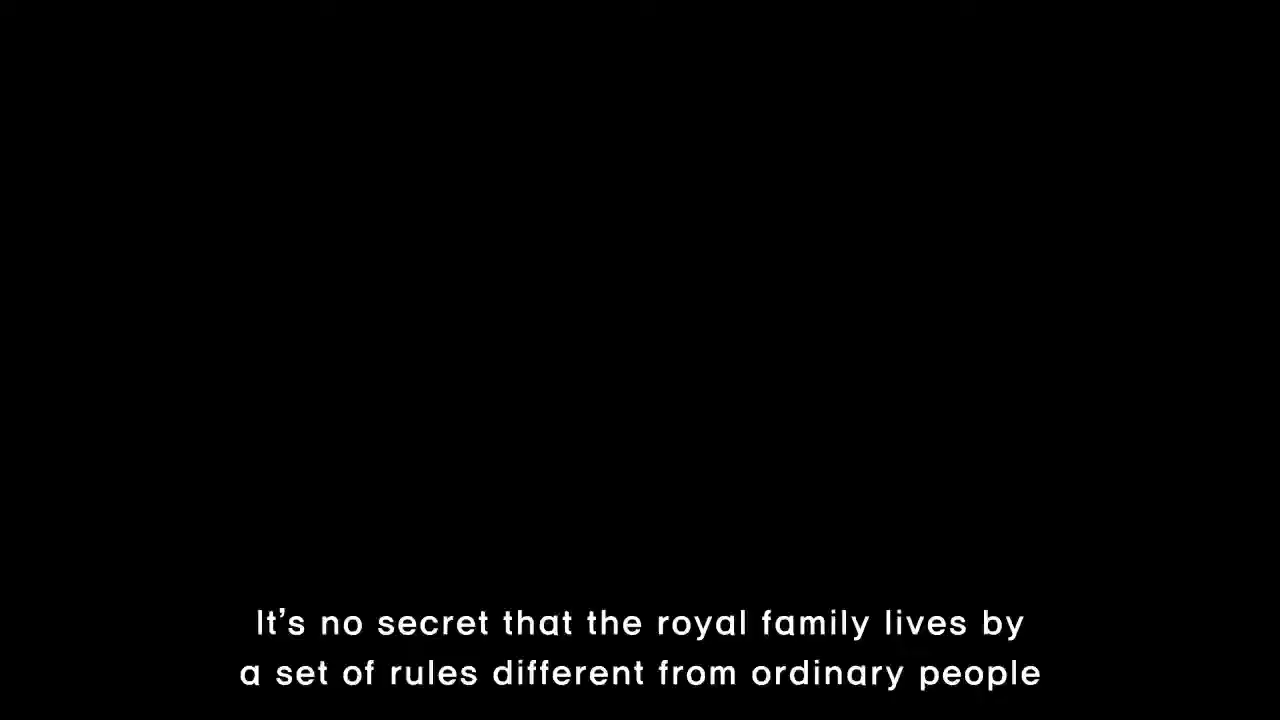 It’s no secret that the royal family lives by
a set of rules different from ordinary people